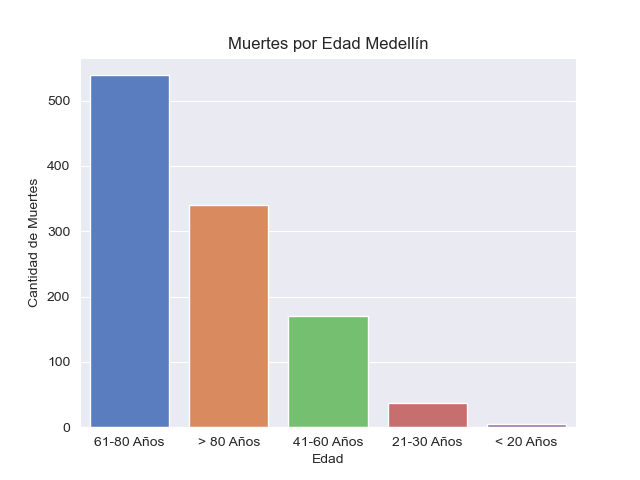 Muertes por Edad Medellín
Cantidad de Muertes
500
400
300
200
100
0
61-80 Años
> 80 Años
41-60 Años
21-30 Años
< 20 Años
Edad